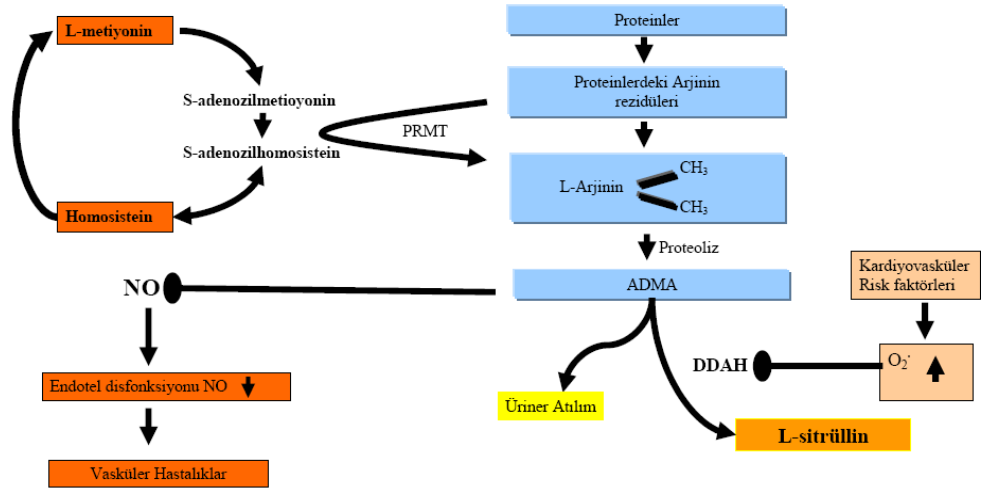 L-metiyonin
S-adenozilmetioyonin
S-adenozilhomosistein
Homosistein
PRMT
Proteinler
Proteinlerdeki Arjinin
rezidüleri
L-Arjinin
CH₃
CH₃
Proteoliz
ADMA
NO
Endotel disfonksiyonu NO
Vasküler Hastalıklar
Üriner Atılım
DDAH
L-sitrüllin
Kardiyovasküler
Risk faktörleri
O₂˙